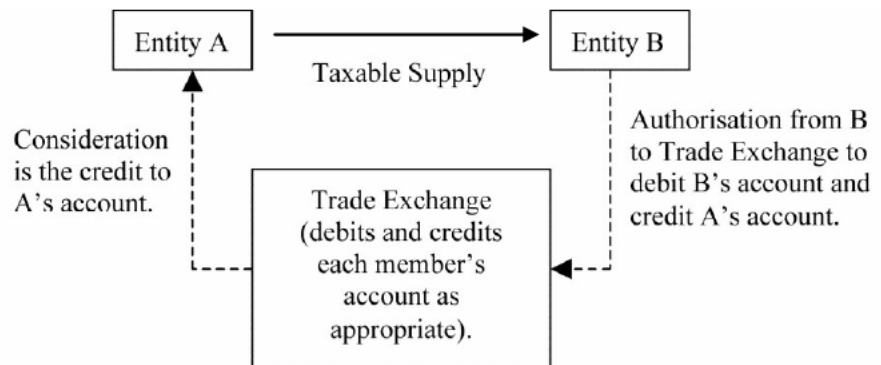 Entity A
Entity B
Taxable Supply
Consideration
is the credit to
A's account.
Trade Exchange
(debits and credits
each member's
account as
appropriate).
Authorisation from B
to Trade Exchange to
debit B's account and
credit A's account.